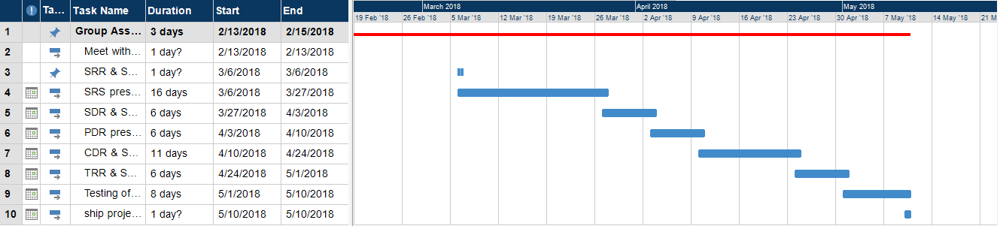 March 2018 April 2018 May 2018
Ta... Task Name Duration Start End
19 Feb '18 26 Feb '18 5 Mar '18 12 Mar '18 19 Mar '18 26 Mar '18 2 Apr '18 9 Apr '18 16 Apr '18 23 Apr '18 30 Apr '18 7 May '18 14 May '18 21 M
1 Group Ass... 3 days 2/13/2018 2/15/2018
2 Meet with... 1 day? 2/13/2018 2/13/2018
3 SRR & S... 1 day? 3/6/2018 3/6/2018
4 SRS pres... 16 days 3/6/2018 3/27/2018
5 SDR & S... 6 days 3/27/2018 4/3/2018
6 PDR pres... 6 days 4/3/2018 4/10/2018
7 CDR & S... 11 days 4/10/2018 4/24/2018
8 TRR & S... 6 days 4/24/2018 5/1/2018
9 Testing of... 8 days 5/1/2018 5/10/2018
10 ship proje... 1 day? 5/10/2018 5/10/2018